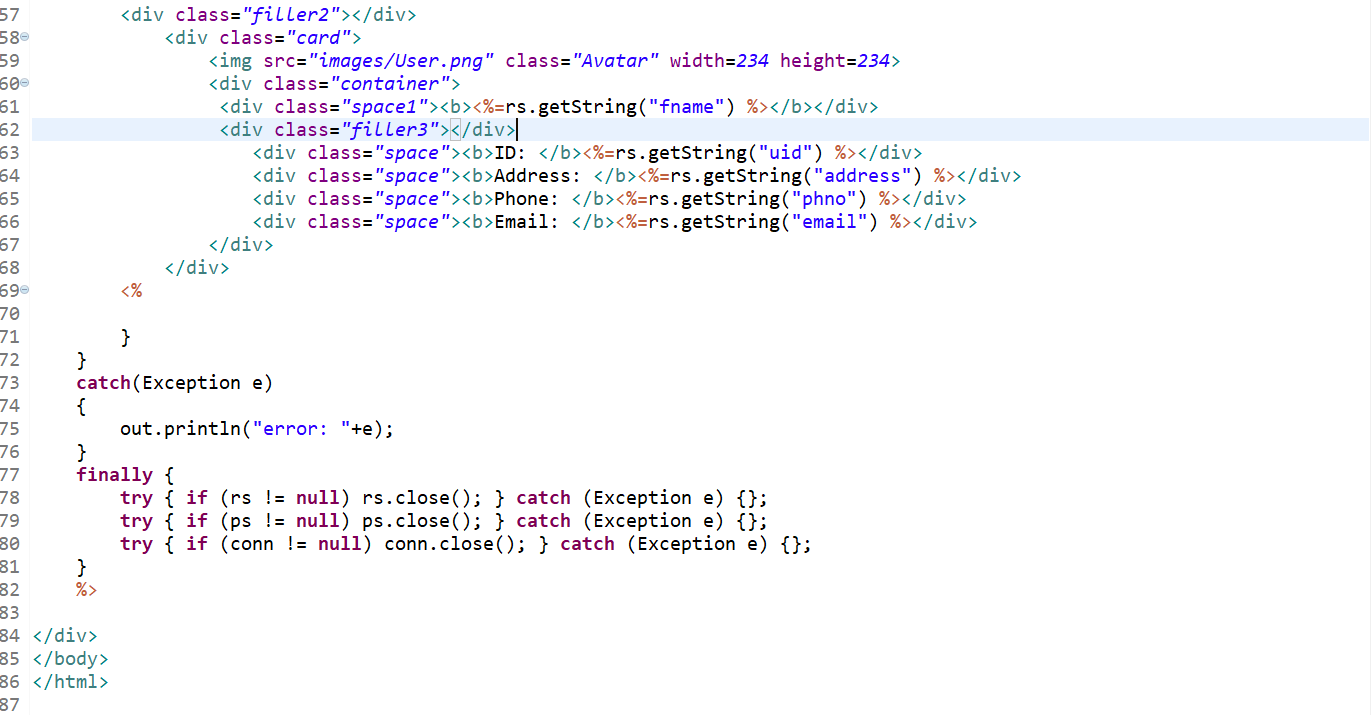 57         <div class="filler2"></div>
58             <div class="card">
59                 <img src="images/User.png" class="Avatar" width=234 height=234>
60                 <div class="container">
61                  <div class="space1"><b><%=rs.getString("fname") %></b></div>
62                  <div class="filler3"></div>
63                     <div class="space"><b>ID: </b><%=rs.getString("uid") %></div>
64                     <div class="space"><b>Address: </b><%=rs.getString("address") %></div>
65                     <div class="space"><b>Phone: </b><%=rs.getString("phno") %></div>
66                     <div class="space"><b>Email: </b><%=rs.getString("email") %></div>
67                 </div>
68             </div>
69         <%
70
71         }
72     }
73     catch(Exception e)
74     {
75         out.println("error: "+e);
76     }
77     finally {
78         try { if (rs != null) rs.close(); } catch (Exception e) {};
79         try { if (ps != null) ps.close(); } catch (Exception e) {};
80         try { if (conn != null) conn.close(); } catch (Exception e) {};
81     }
82     %>
83
84 </div>
85 </body>
86 </html>
87